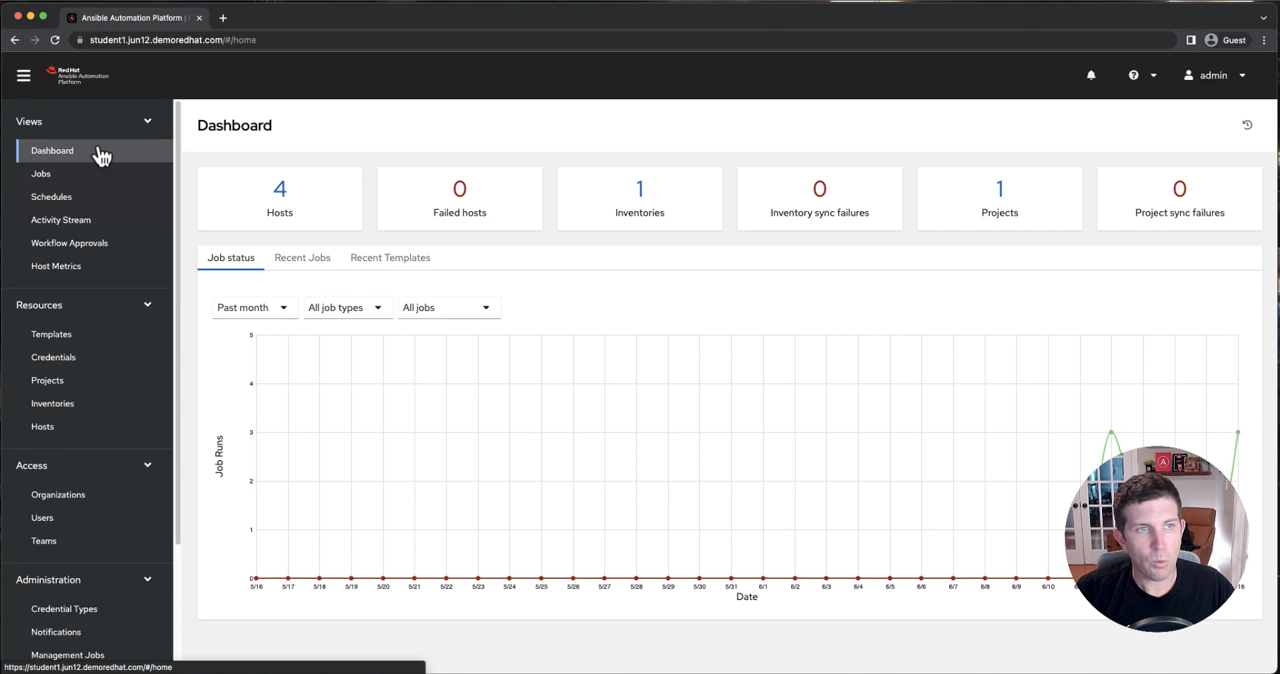 Ansible Automation Platform |
student1.jun12.demoredhat.com/#/home
Guest
Red Hat
Ansible Automation
Platform
admin
Views
Dashboard
Jobs
Schedules
Activity Stream
Workflow Approvals
Host Metrics
Resources
Templates
Credentials
Projects
Inventories
Hosts
Access
Organizations
Users
Teams
Administration
Credential Types
Notifications
Management Jobs
https://student1.jun12.demoredhat.com/#/home
Dashboard
4
Hosts
0
Failed hosts
1
Inventories
0
Inventory sync failures
1
Projects
0
Project sync failures
Job status Recent Jobs Recent Templates
Past month All job types All jobs
Job Runs
5
4
3
2
1
0
5/16 5/17 5/18 5/19 5/20 5/21 5/22 5/23 5/24 5/25 5/26 5/27 5/28 5/29 5/30 5/31 6/1 6/2 6/3 6/4 6/5 6/6 6/7 6/8 6/9 6/10
Date